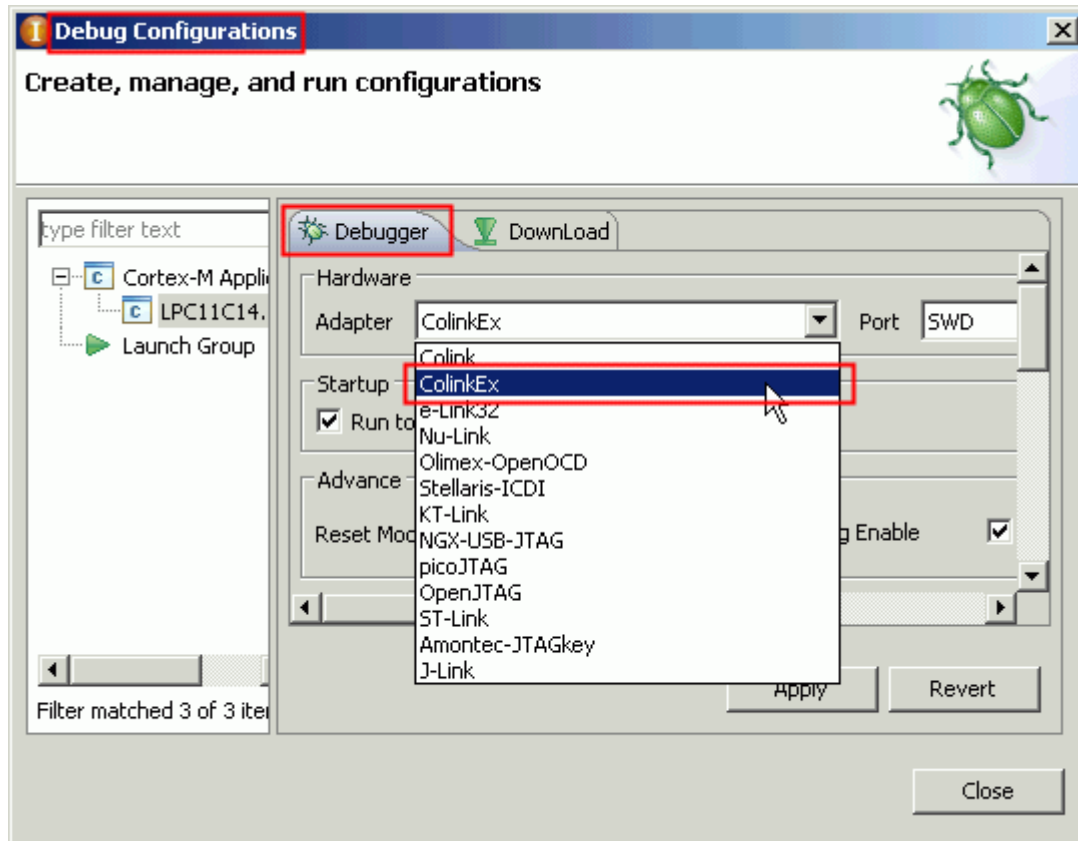 Debug Configurations
Create, manage, and run configurations
type filter text
Cortex-M Appli
LPC11C14.
Launch Group
Filter matched 3 of 3 iter
Debugger
DownLoad
Hardware
Adapter
ColinkEx
Port
SWD
Colink
ColinkEx
e-Link32
Nu-Link
Olimex-OpenOCD
Stellaris-ICDI
KT-Link
NGX-USB-JTAG
picoJTAG
OpenJTAG
ST-Link
Amontec-JTAGkey
J-Link
Startup
Run to
Advance
Reset Mod
g Enable
Apply
Revert
Close